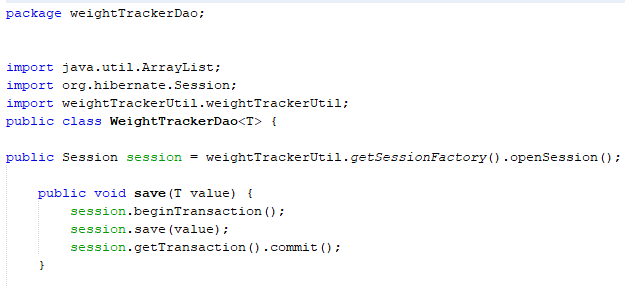 package weightTrackerDao;
import java.util.ArrayList;
import org.hibernate.Session;
import weightTrackerUtil.weightTrackerUtil;
public class WeightTrackerDao<T> {
public Session session = weightTrackerUtil.getSessionFactory().openSession();
public void save(T value) {
session.beginTransaction();
session.save(value);
session.getTransaction().commit();
}